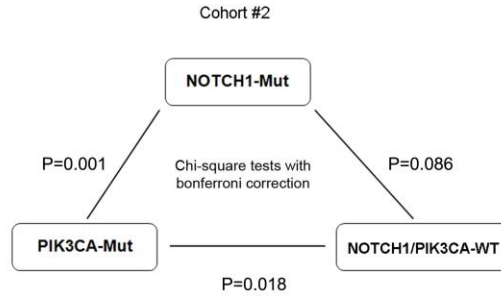 Cohort #2
NOTCH1-Mut
P=0.001
Chi-square tests with
bonferroni correction
P=0.086
PIK3CA-Mut
NOTCH1/PIK3CA-WT
P=0.018